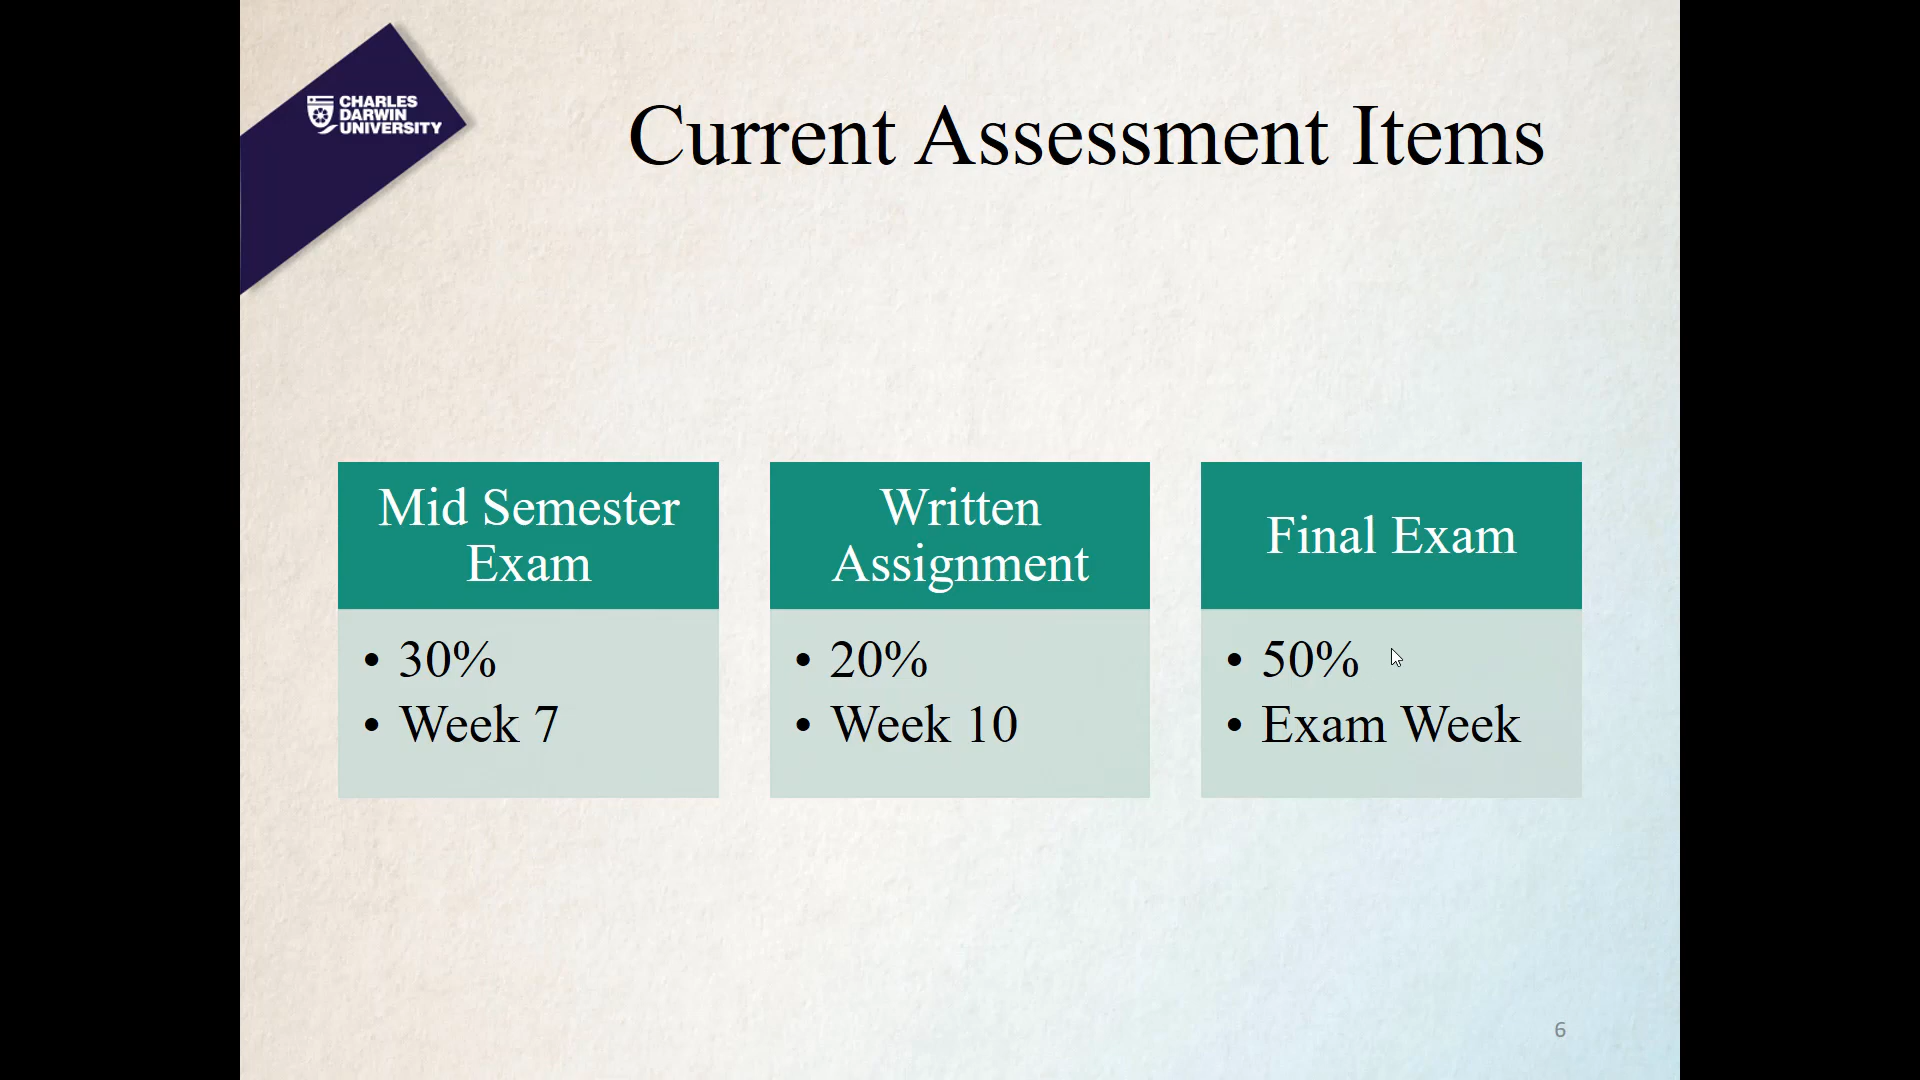 CHARLES
DARWIN
UNIVERSITY
Current Assessment Items
Mid Semester
Exam
• 30%
• Week 7
Written
Assignment
• 20%
• Week 10
Final Exam
• 50%
• Exam Week
6